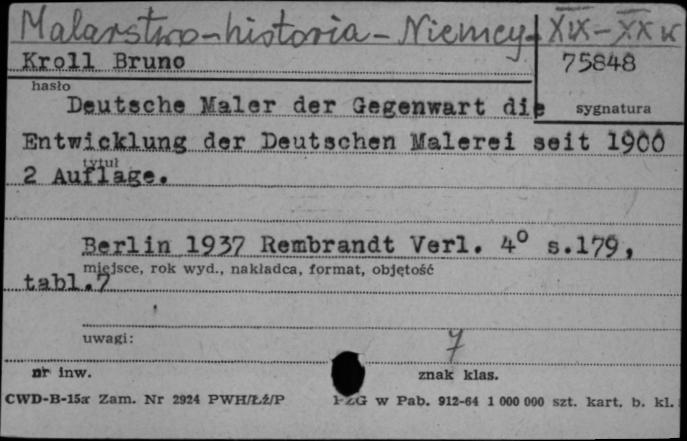 Malarstwo-historia-Niemcy-XIX-XX w
Kroll Bruno
75848
hasło
Deutsche Maler der Gegenwart die
sygnatura
Entwicklung der Deutschen Malerei seit 1900
tytuł
2 Auflage.
Berlin 1937 Rembrandt Verl. 4° s.179,
miejsce, rok wyd., nakładca, format, objętość
tabl.7
uwagi:
7
nr inw.
znak klas.
CWD-B-15a Zam. Nr 2924 PWH/Łź/P
PZG w Pab. 912-64 1 000 000 szt. kart. b. kl.